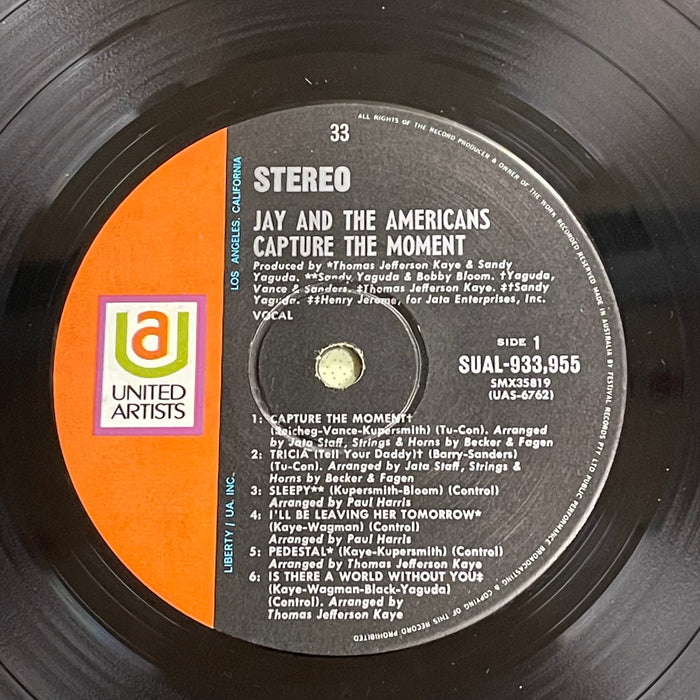 ALL RIGHTS OF THE RECORD PRODUCER & OWNER OF THE WORK RECORDED RESERVED MADE IN AUSTRALIA BY FESTIVAL RECORDS PTY LTD PUBLIC PERFORMANCE BROADCASTING & COPYING OF THIS RECORD PROHIBITED
33
STEREO
JAY AND THE AMERICANS
CAPTURE THE MOMENT
Produced by *Thomas Jefferson Kaye & Sandy
Yaguda. **Sandy Yaguda & Bobby Bloom. †Yaguda,
Vance & Sanders. ‡Thomas Jefferson Kaye. ‡†Sandy
Yaguda. ‡‡Henry Jerome, for Jata Enterprises, Inc.
VOCAL
SIDE 1
SUAL-933,955
SMX35819
(UAS-6762)
LOS ANGELES, CALIFORNIA
LIBERTY / UA, INC.
ua
UNITED
ARTISTS
1: CAPTURE THE MOMENT†
(Zeicheg-Vance-Kupersmith) (Tu-Con). Arranged
by Jata Staff, Strings & Horns by Becker & Fagen
2: TRICIA (Tell Your Daddy)† (Barry-Sanders)
(Tu-Con). Arranged by Jata Staff, Strings &
Horns by Becker & Fagen
3: SLEEPY** (Kupersmith-Bloom) (Control)
Arranged by Paul Harris
4: I'LL BE LEAVING HER TOMORROW*
(Kaye-Wagman) (Control)
Arranged by Paul Harris
5: PEDESTAL* (Kaye-Kupersmith) (Control)
Arranged by Thomas Jefferson Kaye
6: IS THERE A WORLD WITHOUT YOU‡
(Kaye-Wagman-Black-Yaguda)
(Control). Arranged by
Thomas Jefferson Kaye